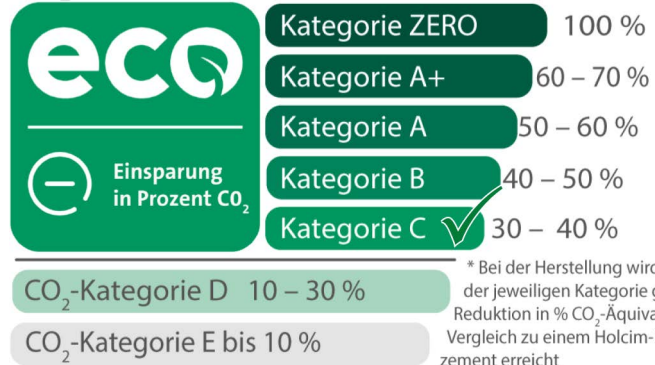 eco
Einsparung
in Prozent CO₂
Kategorie ZERO 100 %
Kategorie A+ 60 – 70 %
Kategorie A 50 – 60 %
Kategorie B 40 – 50 %
Kategorie C 30 – 40 %
CO₂-Kategorie D 10 – 30 %
CO₂-Kategorie E bis 10 %
* Bei der Herstellung wird
der jeweiligen Kategorie
Reduktion in % CO₂-Äquiva
Vergleich zu einem Holcim-
zement erreicht